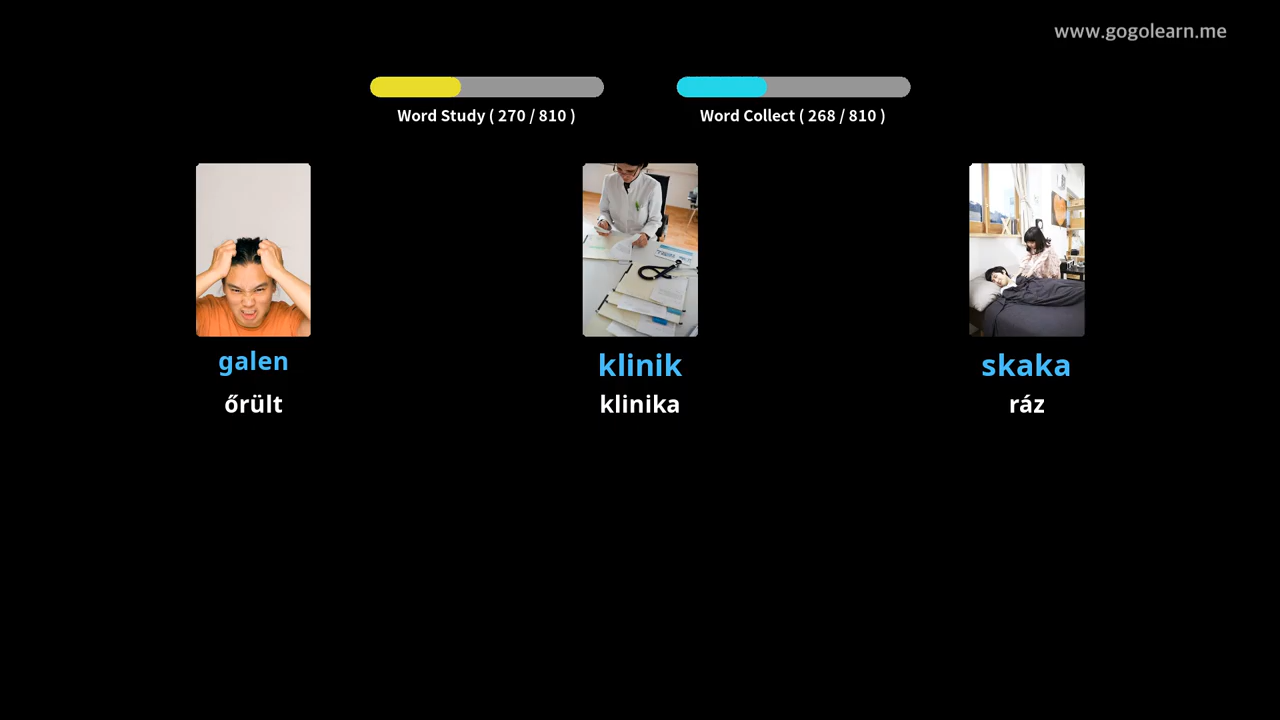 www.gogolearn.me
Word Study ( 270 / 810 )
Word Collect ( 268 / 810 )
galen
klinik
skaka
őrült
klinika
ráz